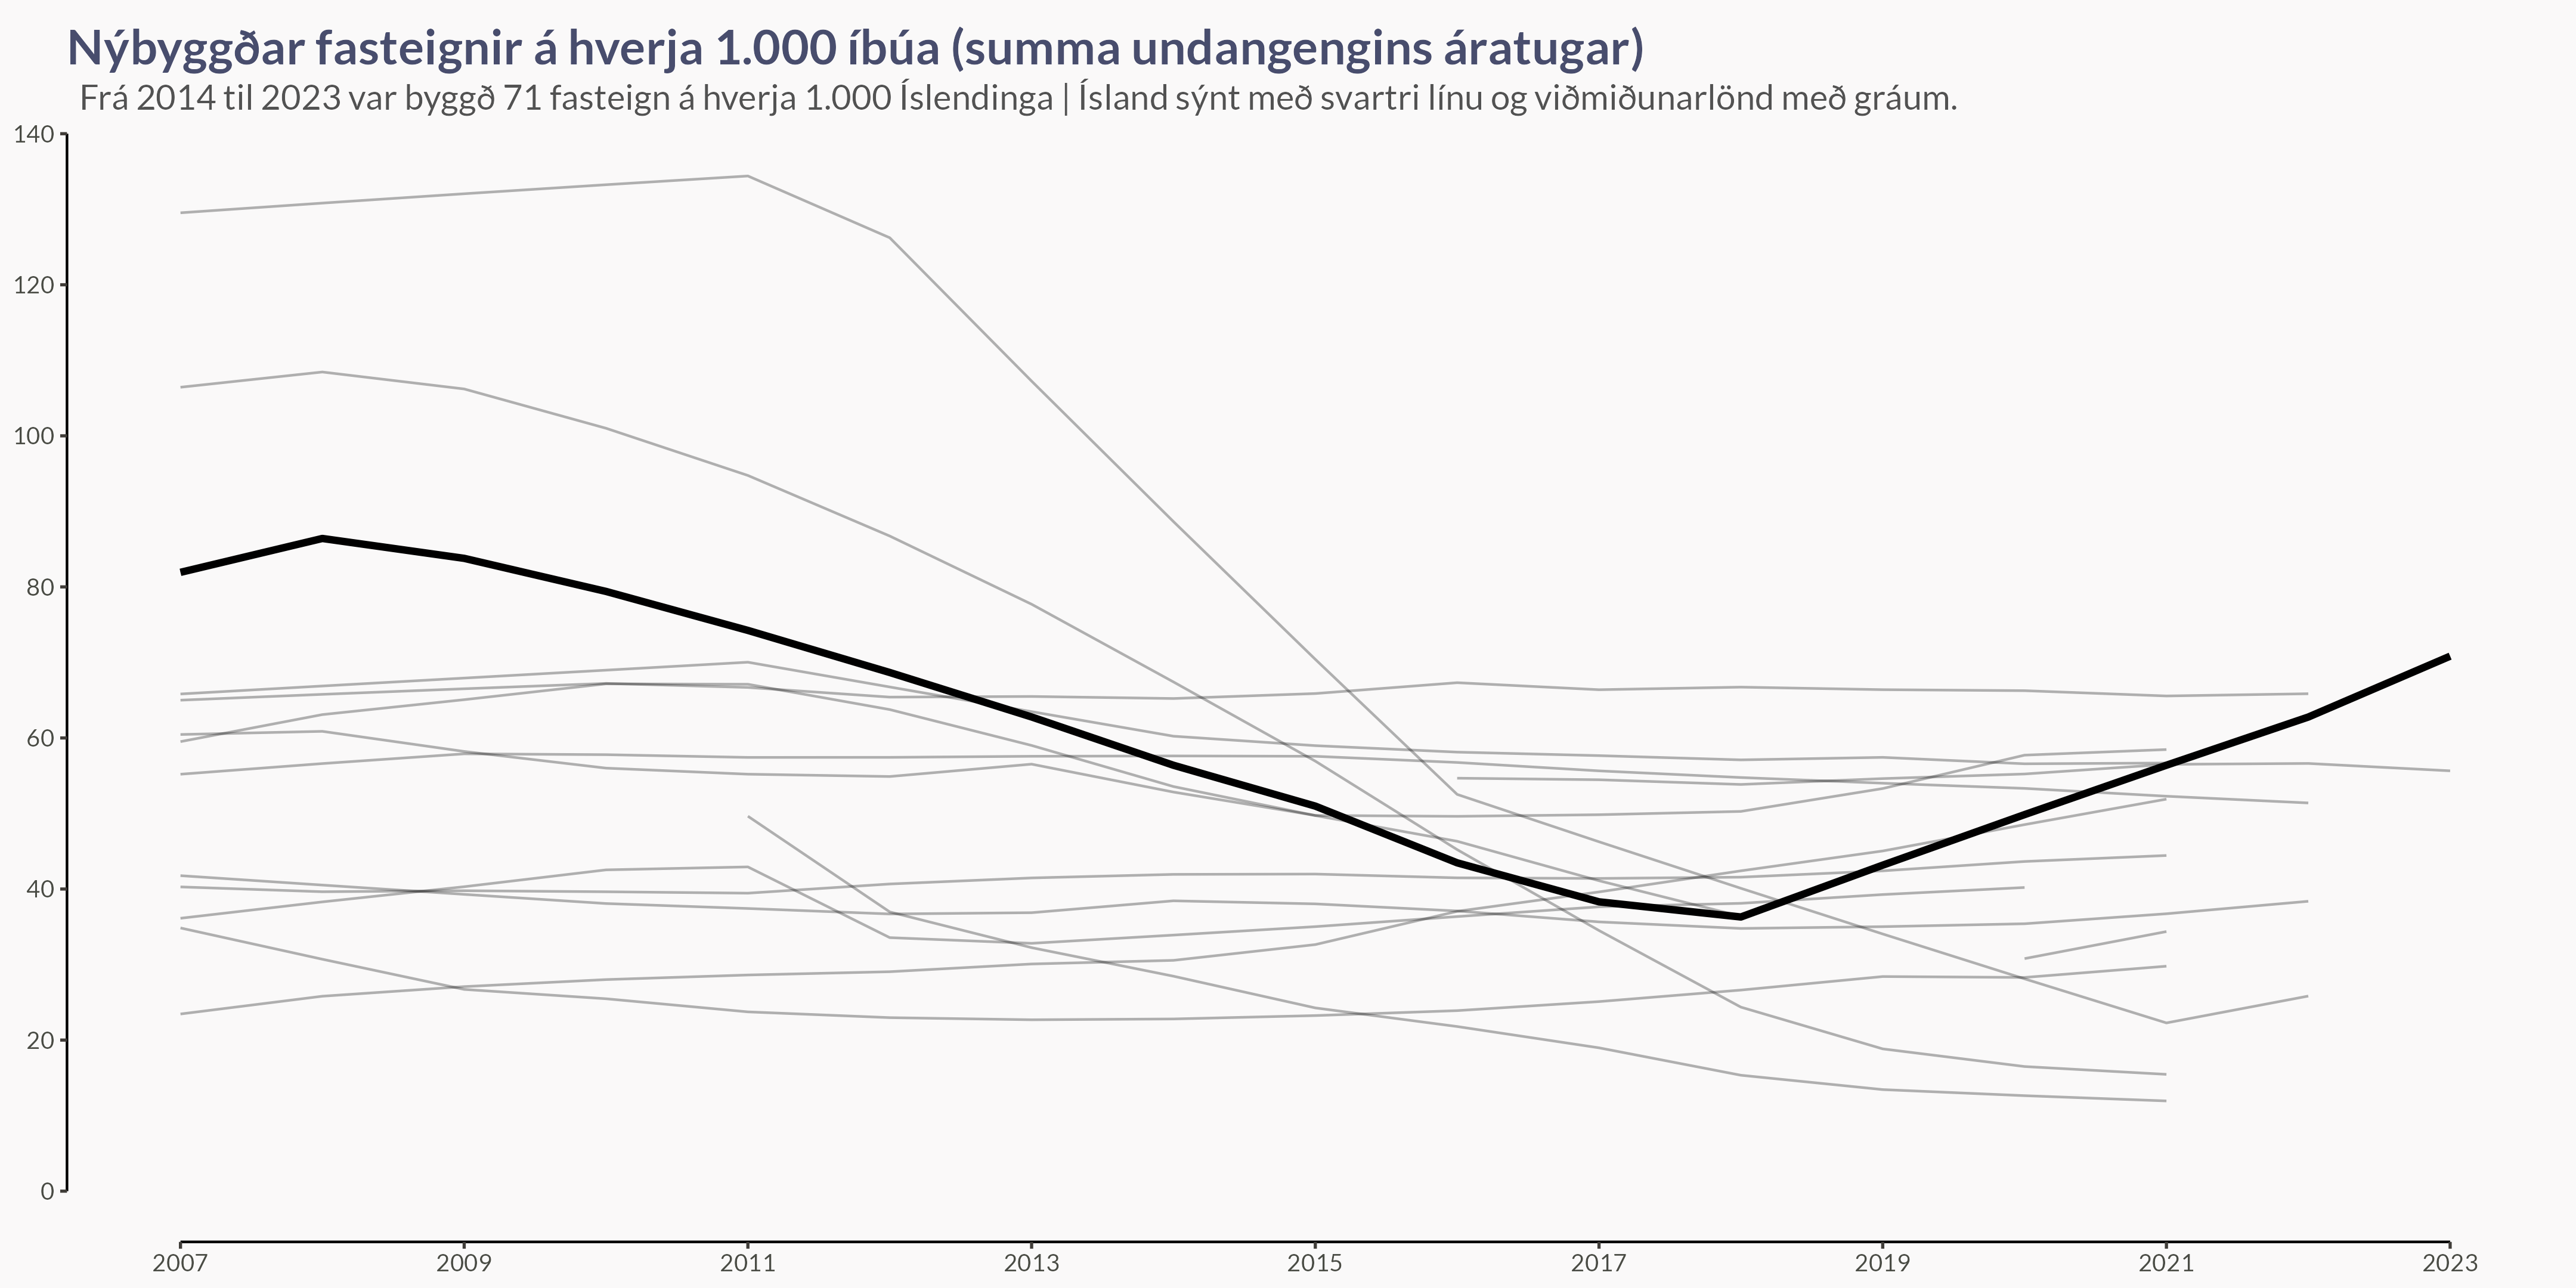 Nýbyggðar fasteignir á hverja 1.000 íbúa (summa undangengins áratugar)
Frá 2014 til 2023 var byggð 71 fasteign á hverja 1.000 Íslendinga | Ísland sýnt með svartri línu og viðmiðunarlönd með gráum.
140
120
100
80
60
40
20
0
2007 2009 2011 2013 2015 2017 2019 2021 2023